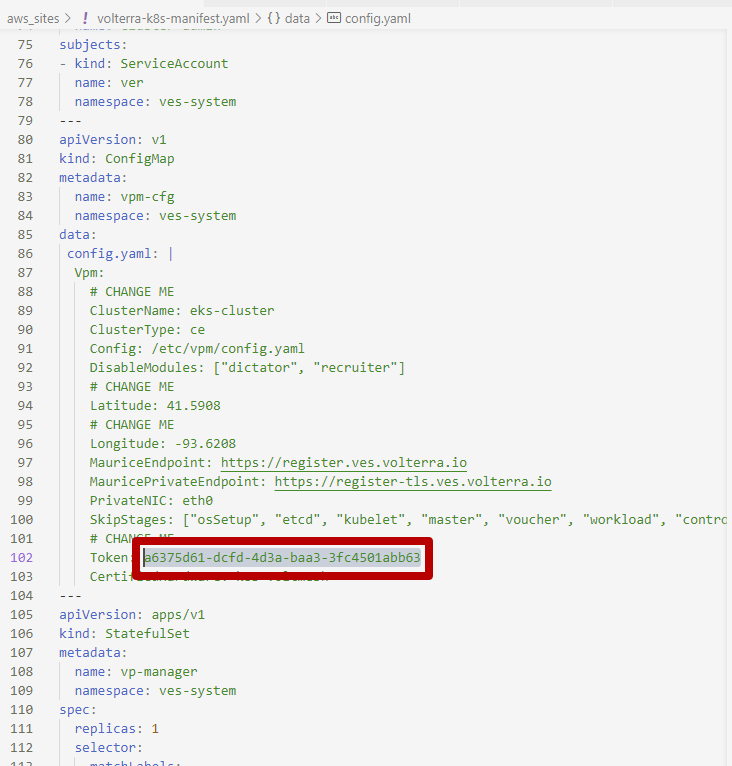 aws_sites > ! volterra-k8s-manifest.yaml > {} data > abc config.yaml
75 subjects:
76 - kind: ServiceAccount
77 name: ver
78 namespace: ves-system
79 ---
80 apiVersion: v1
81 kind: ConfigMap
82 metadata:
83 name: vpm-cfg
84 namespace: ves-system
85 data:
86 config.yaml: |
87 Vpm:
88 # CHANGE ME
89 ClusterName: eks-cluster
90 ClusterType: ce
91 Config: /etc/vpm/config.yaml
92 DisableModules: ["dictator", "recruiter"]
93 # CHANGE ME
94 Latitude: 41.5908
95 # CHANGE ME
96 Longitude: -93.6208
97 MauriceEndpoint: https://register.ves.volterra.io
98 MauricePrivateEndpoint: https://register-tls.ves.volterra.io
99 PrivateNIC: eth0
100 SkipStages: ["osSetup", "etcd", "kubelet", "master", "voucher", "workload", "contro
101 # CHANGE ME
102 Token: a6375d61-dcfd-4d3a-baa3-3fc4501abb63
103
104 ---
105 apiVersion: apps/v1
106 kind: StatefulSet
107 metadata:
108 name: vp-manager
109 namespace: ves-system
110 spec:
111 replicas: 1
112 selector: